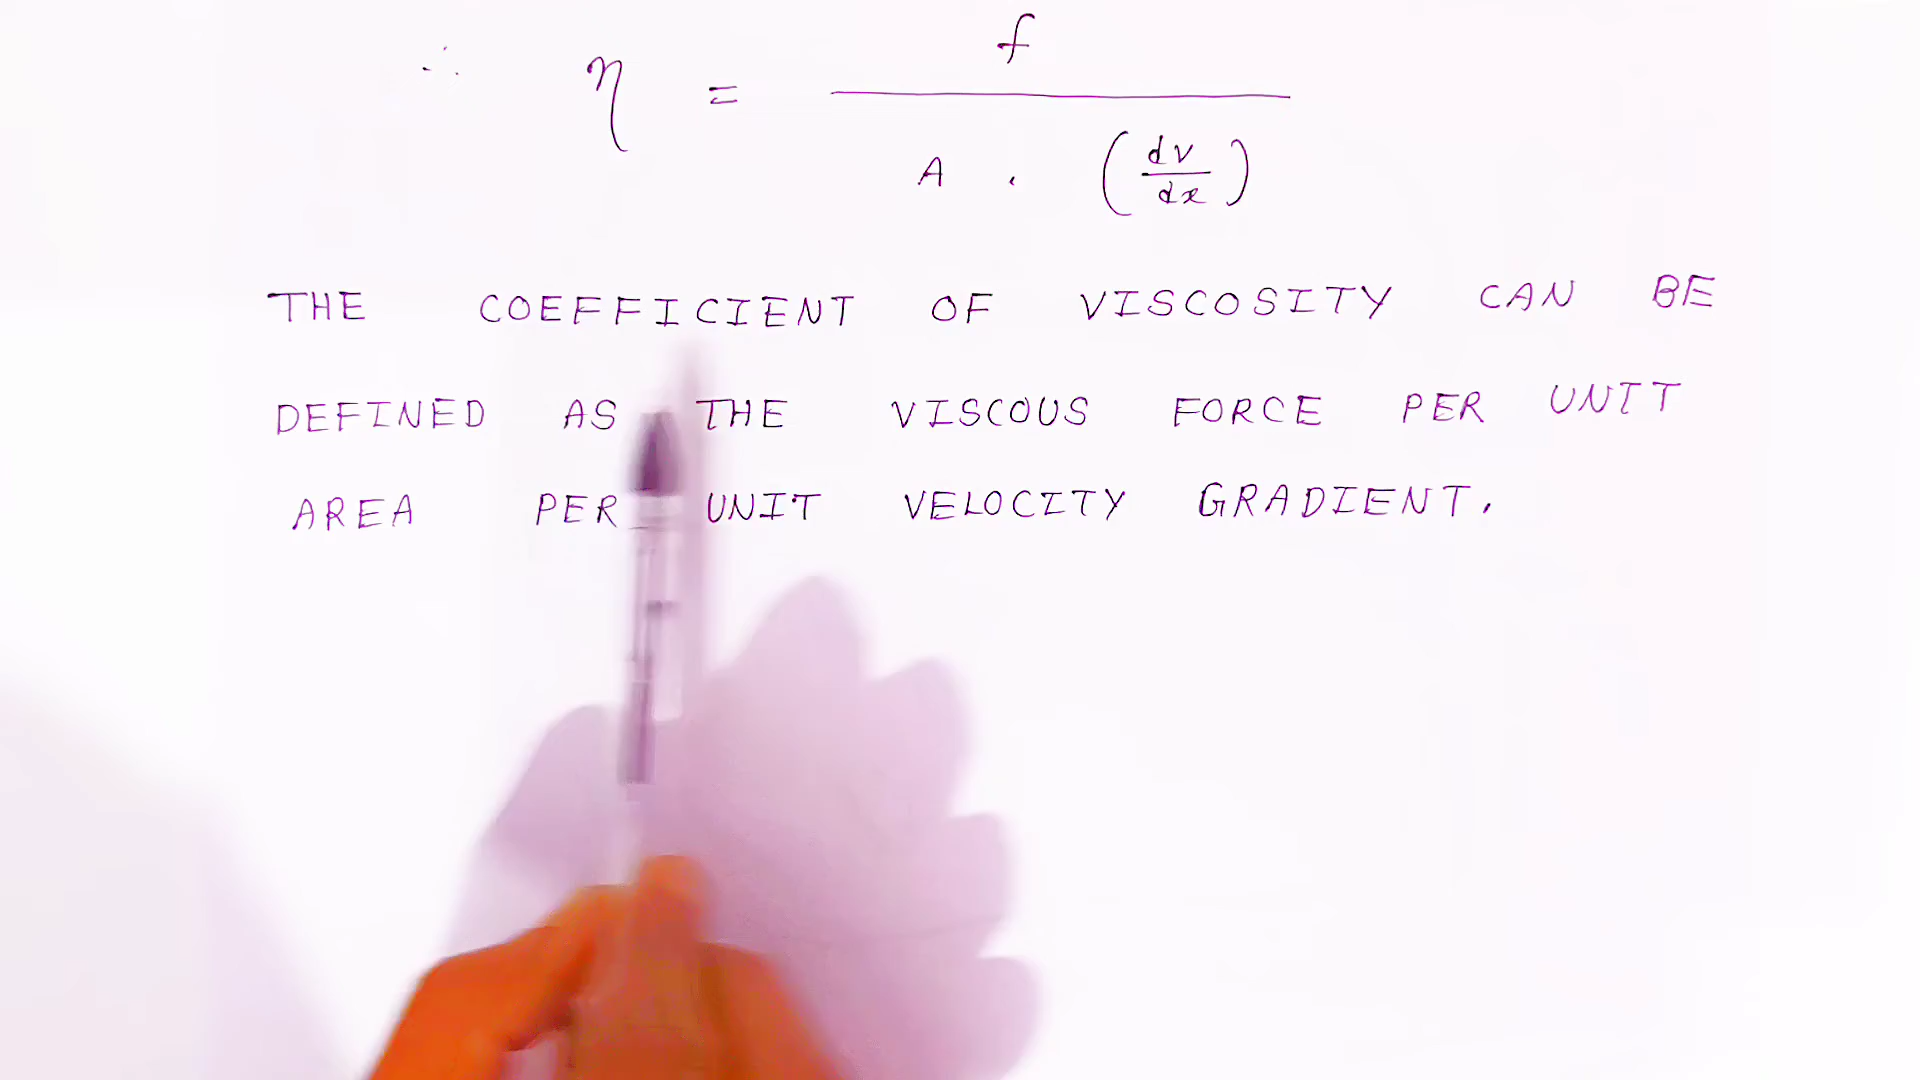 ∴ η = f / A . (dv/dx)
THE COEFFICIENT OF VISCOSITY CAN BE
DEFINED AS THE VISCOUS FORCE PER UNIT
AREA PER UNIT VELOCITY GRADIENT.